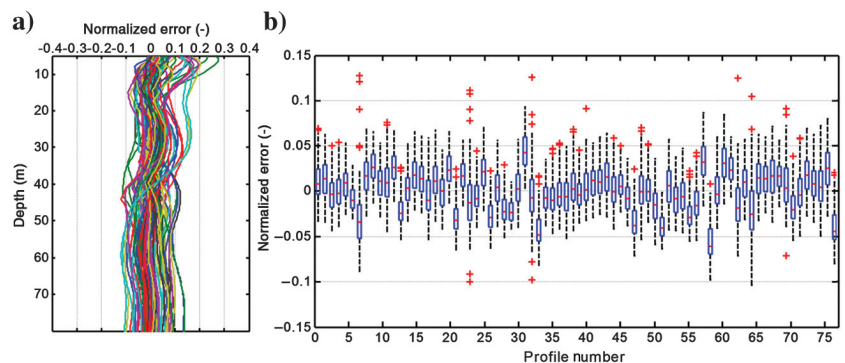 a)
Normalized error (-)
-0.4 -0.3 -0.2 -0.1 0 0.1 0.2 0.3 0.4
10
20
30
40
50
60
70
Depth (m)
b)
0.15
0.10
0.05
0
−0.05
−0.10
−0.15
Normalized error (-)
0 5 10 15 20 25 30 35 40 45 50 55 60 65 70 75
Profile number